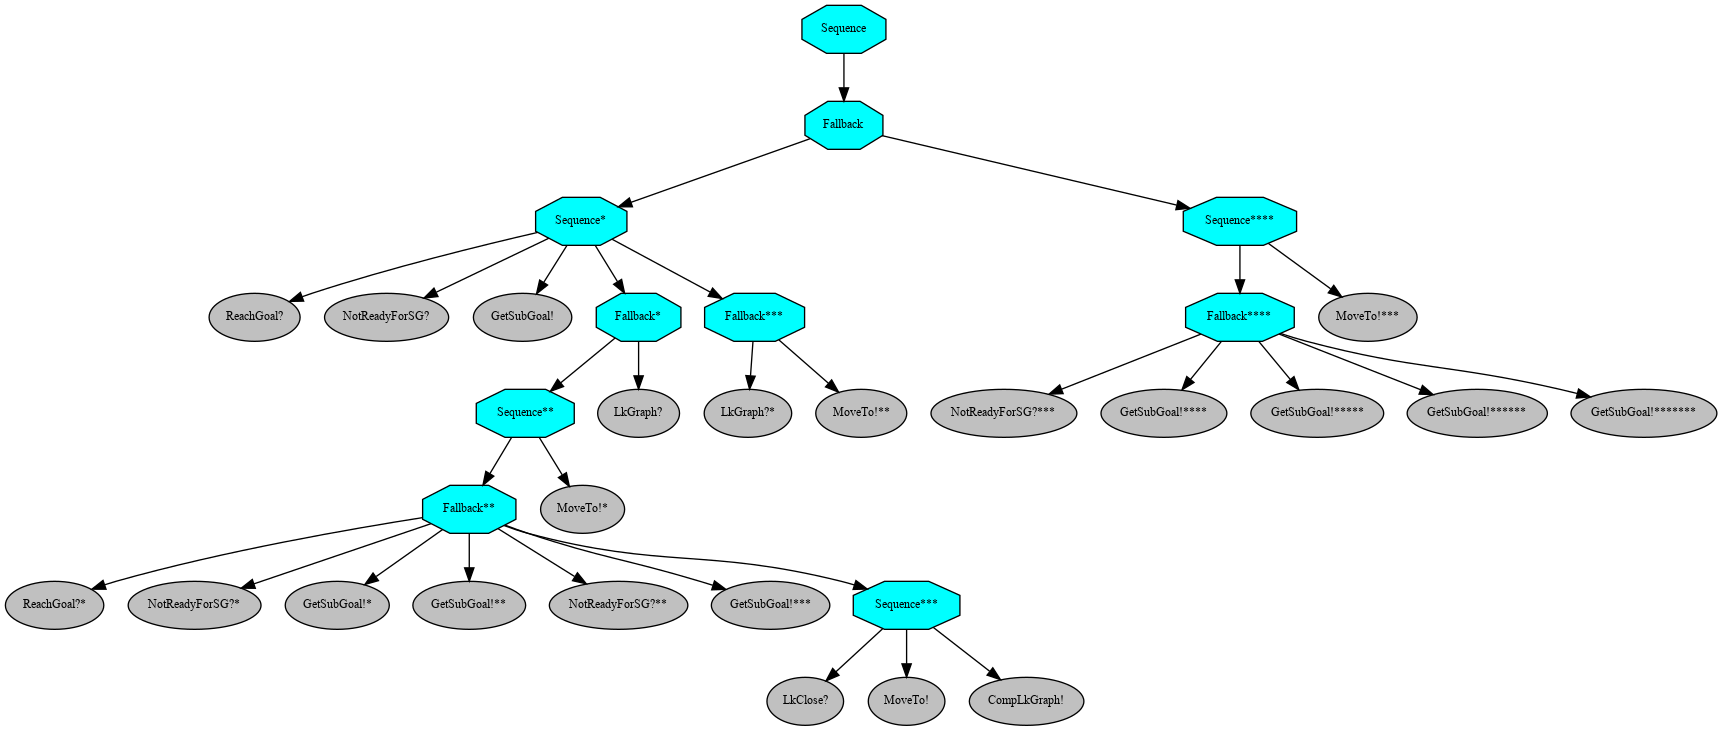 Sequence
Fallback
Sequence*
Sequence****
ReachGoal?
NotReadyForSG?
GetSubGoal!
Fallback*
Fallback***
Fallback****
MoveTo!***
Sequence**
LkGraph?
LkGraph?*
MoveTo!**
NotReadyForSG?***
GetSubGoal!****
GetSubGoal!*****
GetSubGoal!******
GetSubGoal!*******
Fallback**
MoveTo!*
ReachGoal?*
NotReadyForSG?*
GetSubGoal!*
GetSubGoal!**
NotReadyForSG?**
GetSubGoal!***
Sequence***
LkClose?
MoveTo!
CompLkGraph!